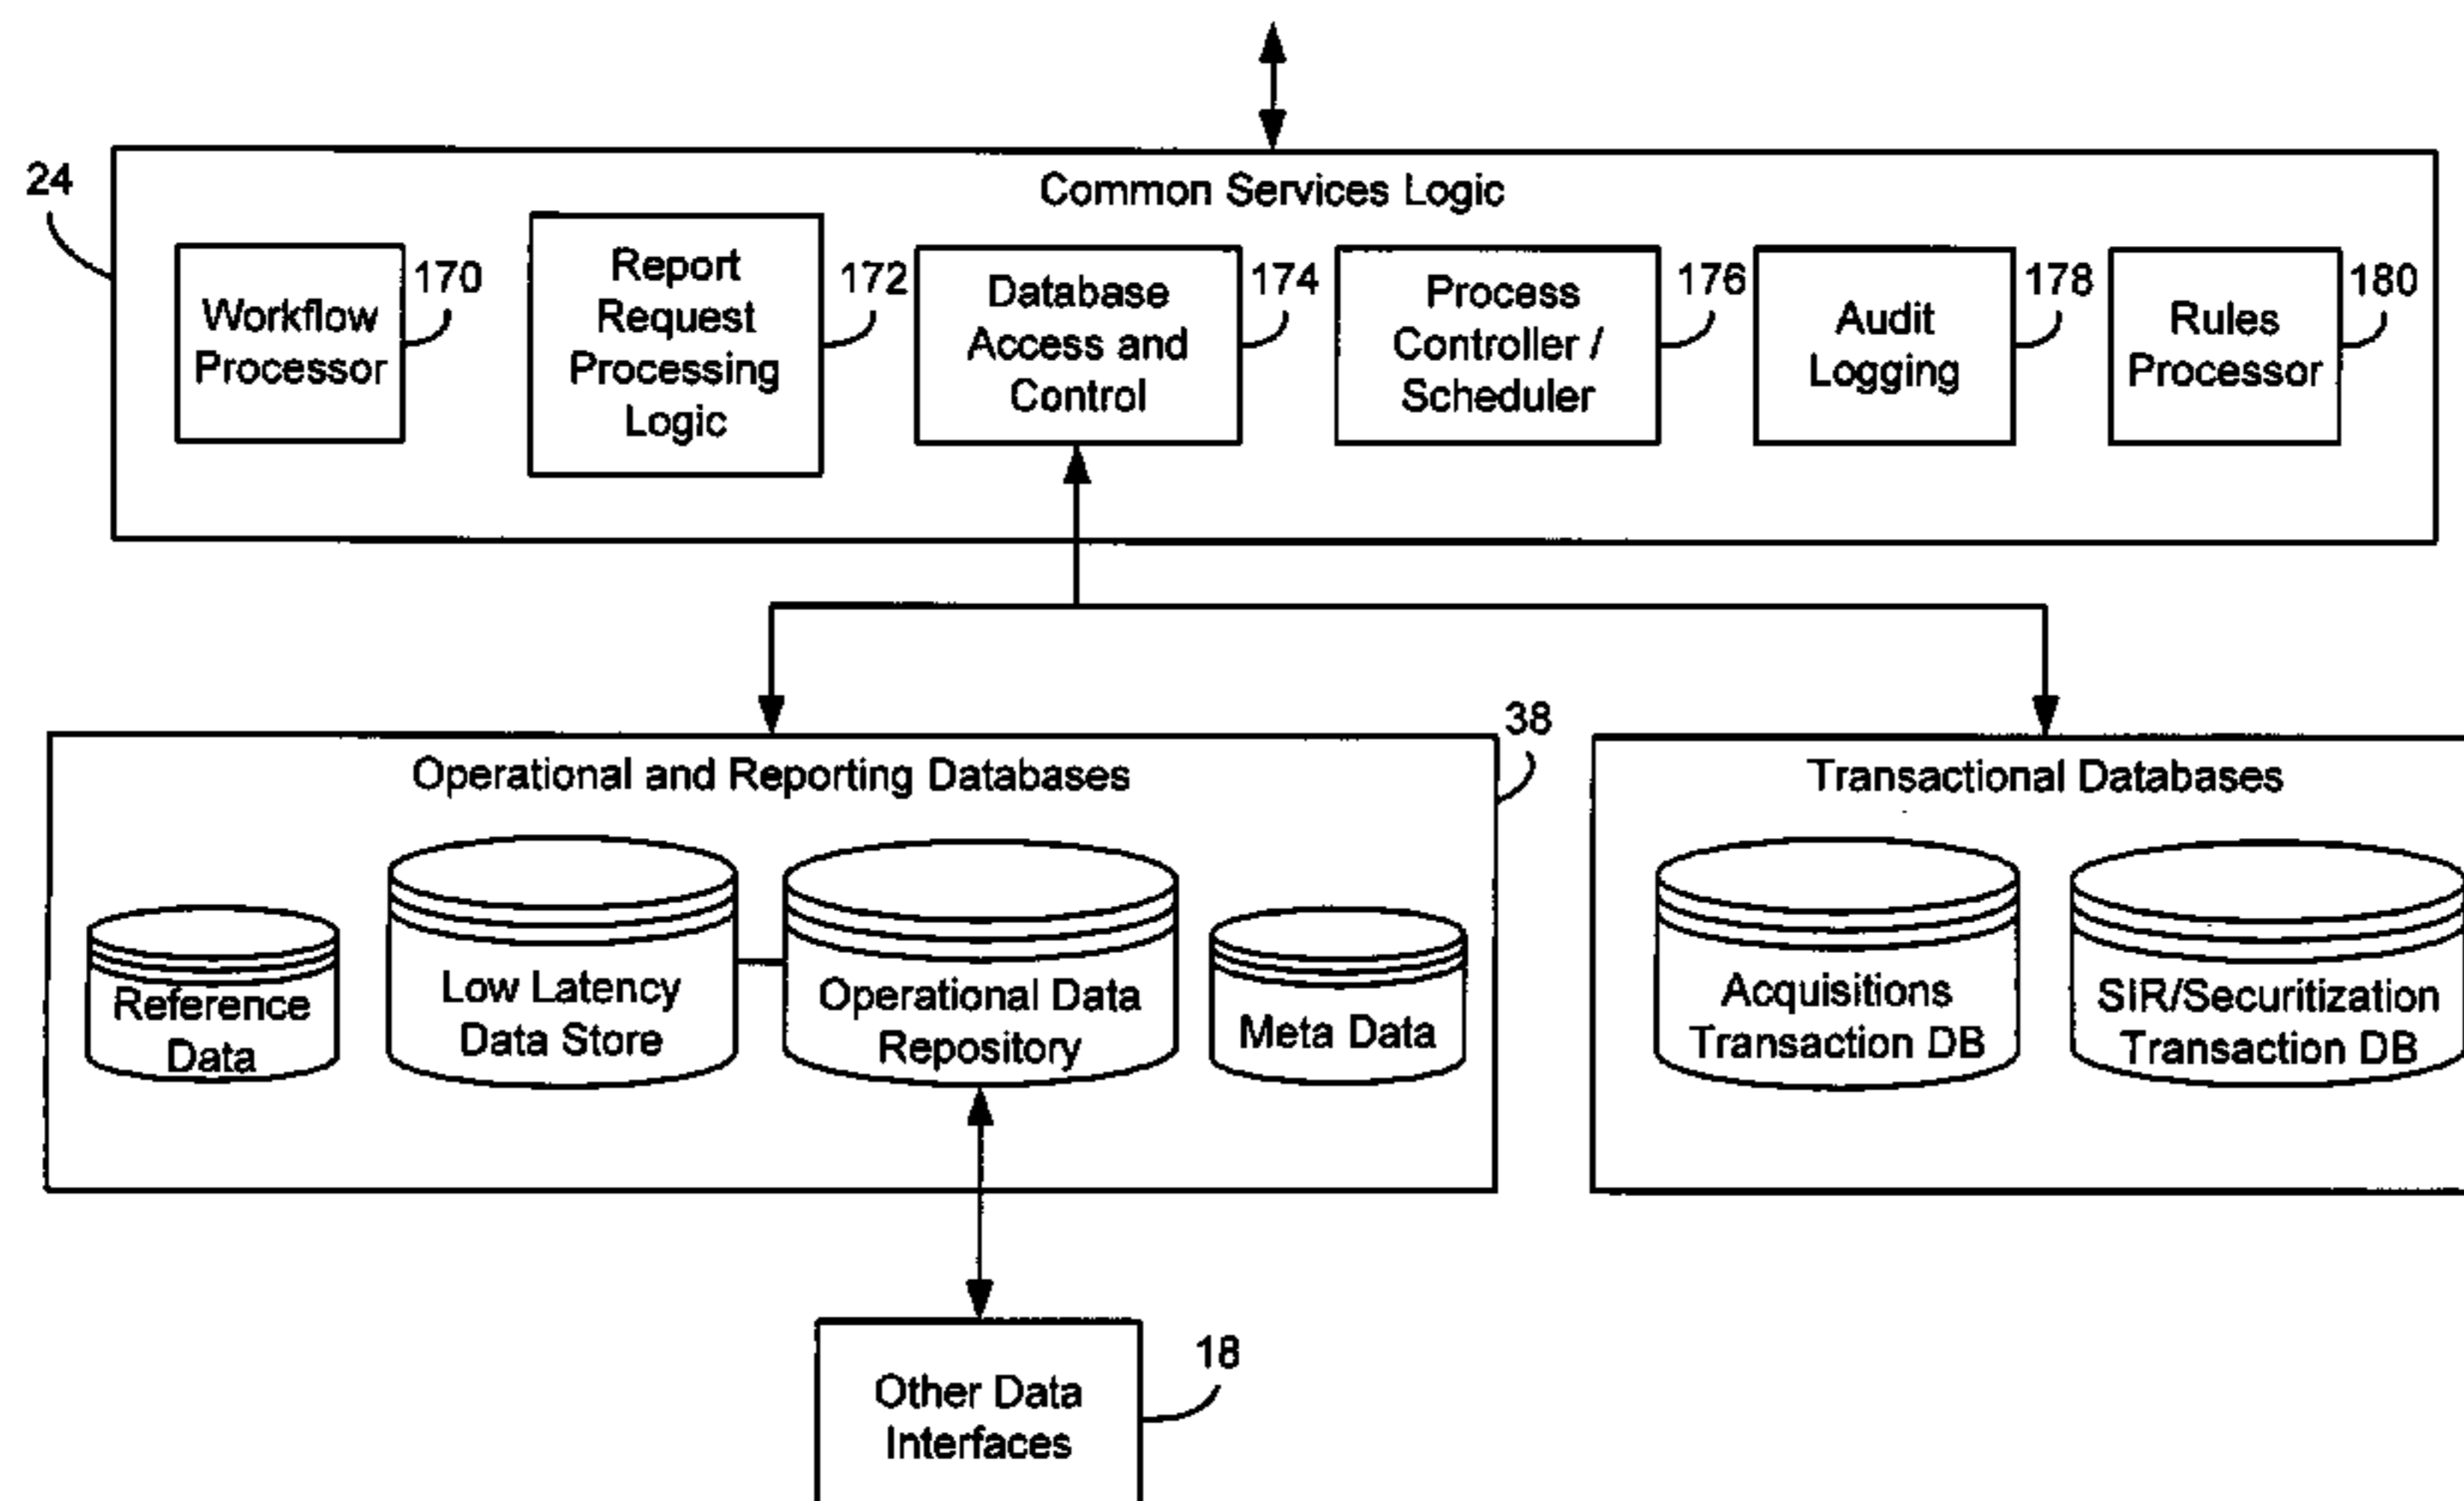 24
Common Services Logic
Workflow
Processor
170
Report
Request
Processing
Logic
172
Database
Access and
Control
174
Process
Controller /
Scheduler
176
Audit
Logging
178
Rules
Processor
180
38
Operational and Reporting Databases
Reference
Data
Low Latency
Data Store
Operational Data
Repository
Meta Data
Transactional Databases
Acquisitions
Transaction DB
SIR/Securitization
Transaction DB
Other Data
Interfaces
18